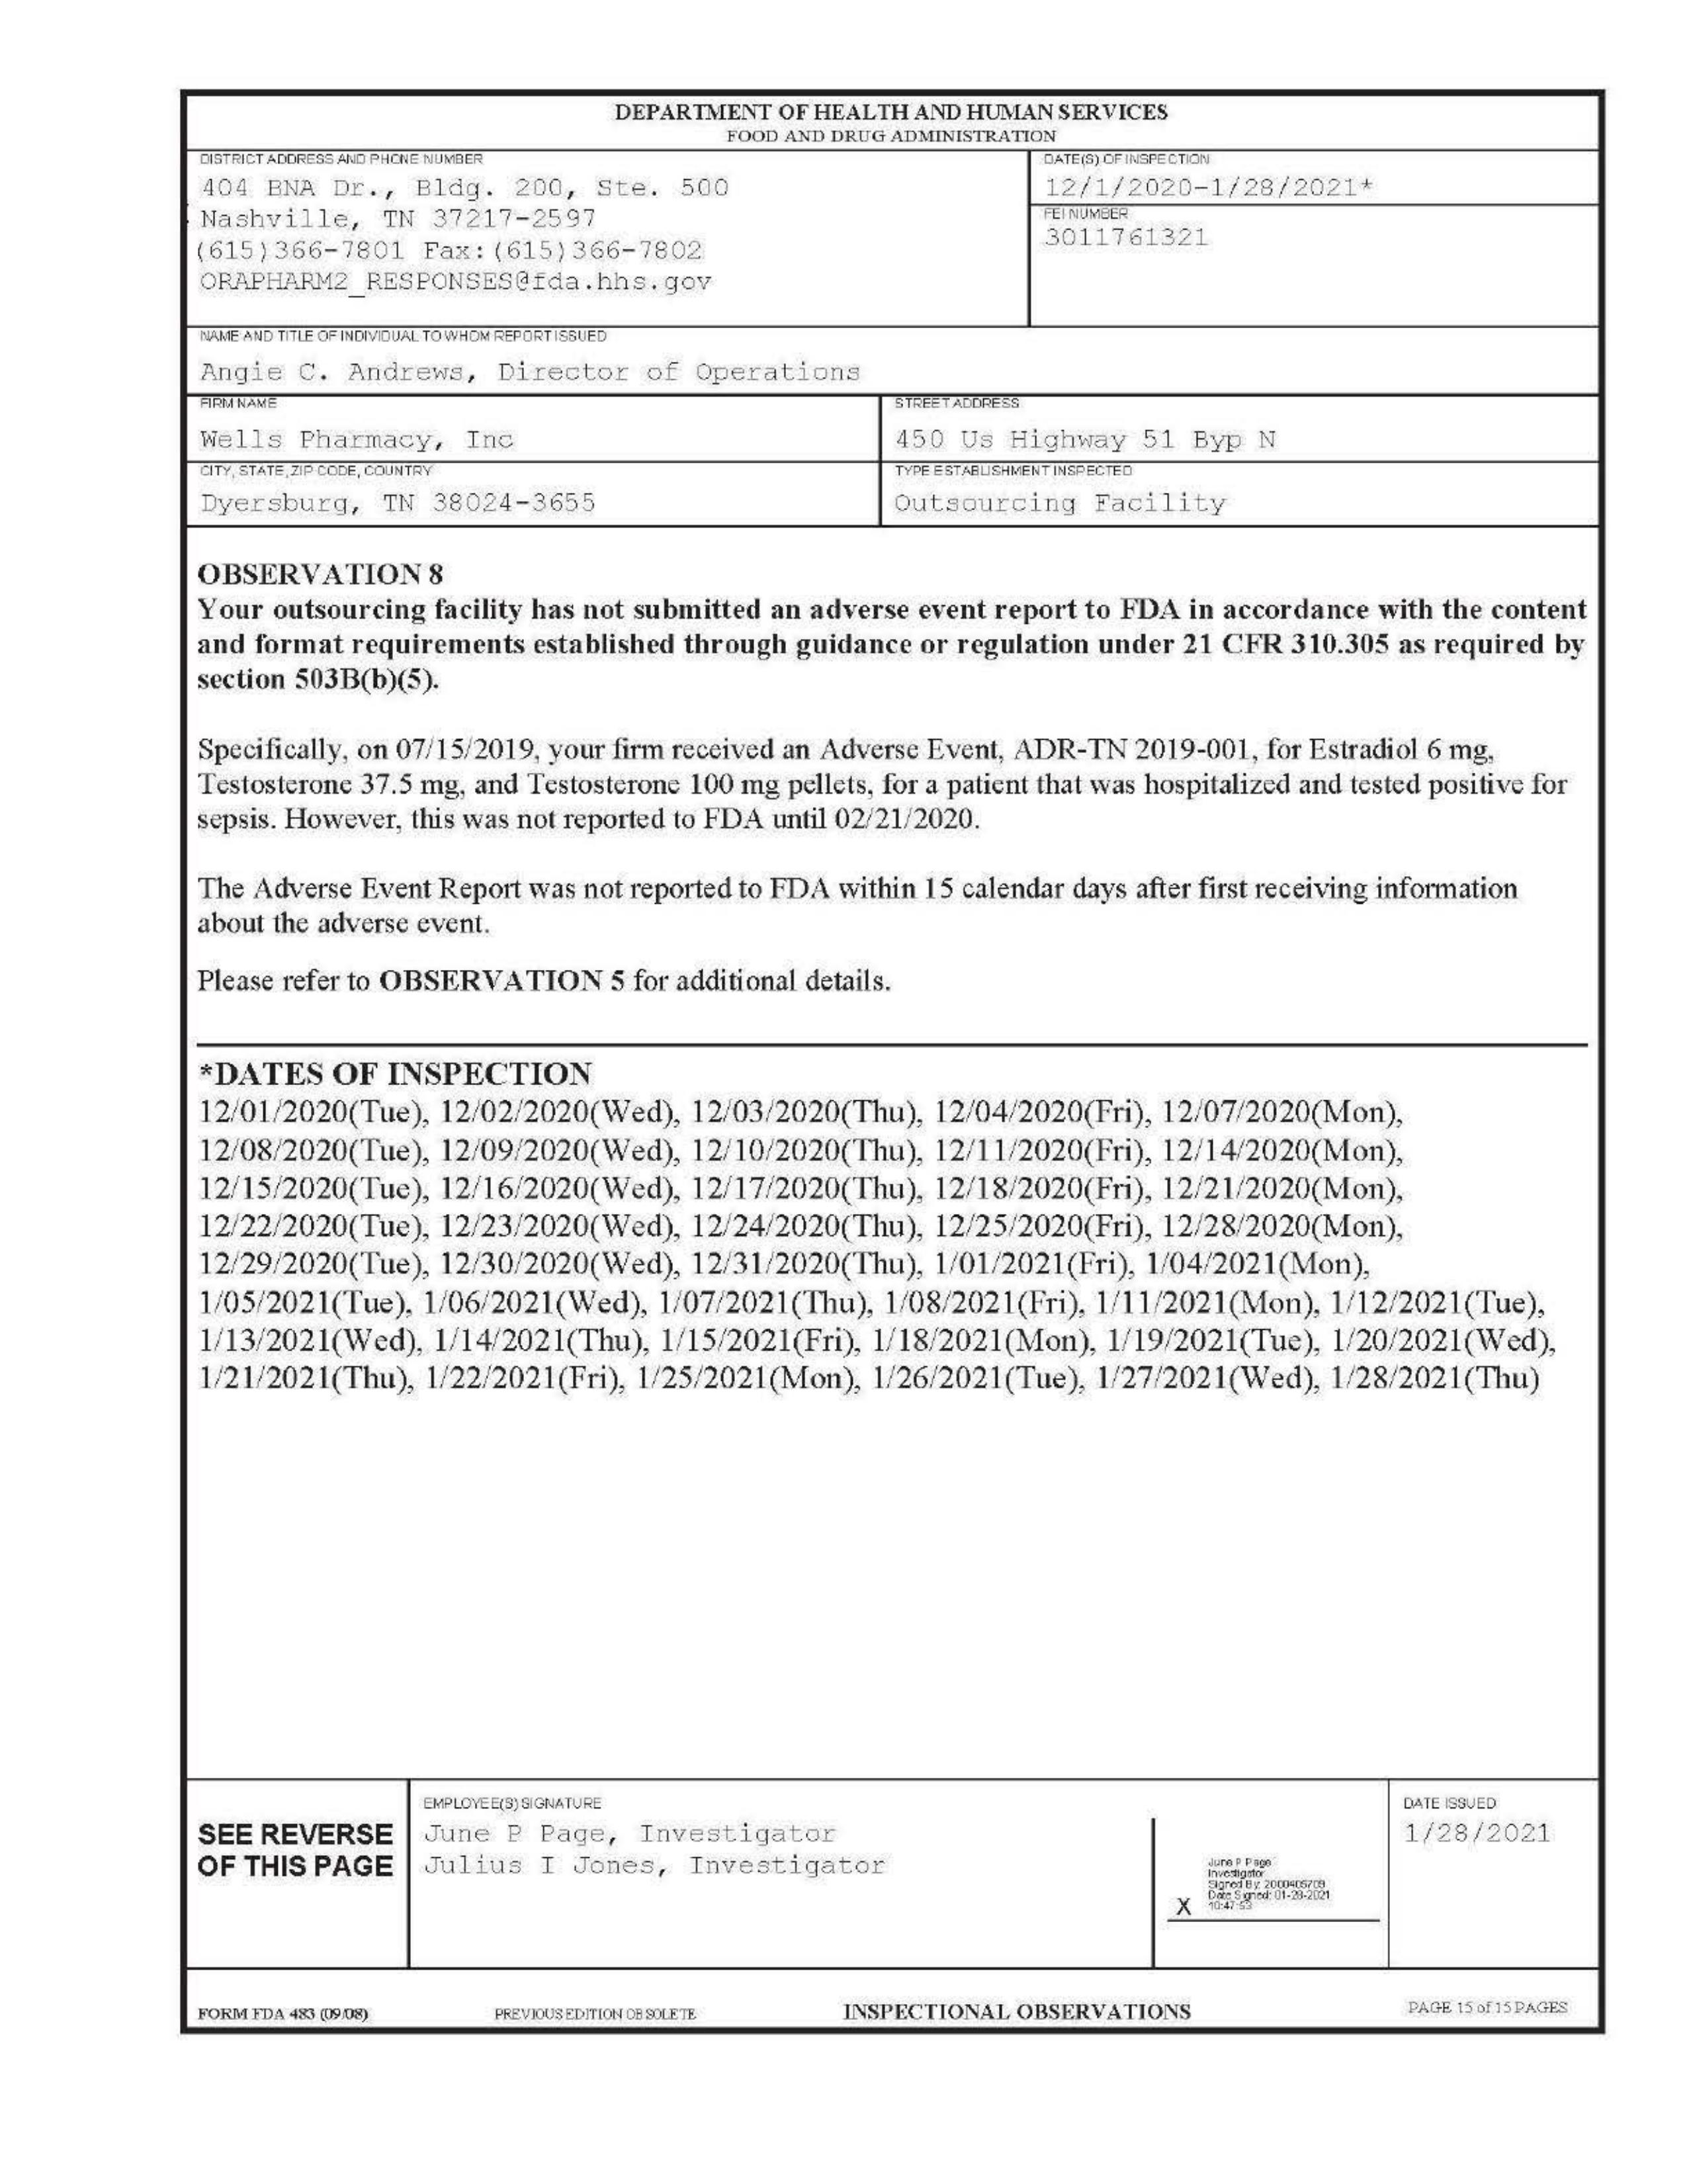 DEPARTMENT OF HEALTH AND HUMAN SERVICES
FOOD AND DRUG ADMINISTRATION
DISTRICT ADDRESS AND PHONE NUMBER
404 BNA Dr., Bldg. 200, Ste. 500
Nashville, TN 37217-2597
(615)366-7801 Fax:(615)366-7802
ORAPHARM2_RESPONSES@fda.hhs.gov
DATE(S) OF INSPECTION
12/1/2020-1/28/2021*
FEI NUMBER
3011761321
NAME AND TITLE OF INDIVIDUAL TO WHOM REPORT ISSUED
Angie C. Andrews, Director of Operations
FIRM NAME
Wells Pharmacy, Inc
STREET ADDRESS
450 Us Highway 51 Byp N
CITY, STATE, ZIP CODE, COUNTRY
Dyersburg, TN 38024-3655
TYPE ESTABLISHMENT INSPECTED
Outsourcing Facility
OBSERVATION 8
Your outsourcing facility has not submitted an adverse event report to FDA in accordance with the content
and format requirements established through guidance or regulation under 21 CFR 310.305 as required by
section 503B(b)(5).
Specifically, on 07/15/2019, your firm received an Adverse Event, ADR-TN 2019-001, for Estradiol 6 mg,
Testosterone 37.5 mg, and Testosterone 100 mg pellets, for a patient that was hospitalized and tested positive for
sepsis. However, this was not reported to FDA until 02/21/2020.
The Adverse Event Report was not reported to FDA within 15 calendar days after first receiving information
about the adverse event.
Please refer to OBSERVATION 5 for additional details.
*DATES OF INSPECTION
12/01/2020(Tue), 12/02/2020(Wed), 12/03/2020(Thu), 12/04/2020(Fri), 12/07/2020(Mon),
12/08/2020(Tue), 12/09/2020(Wed), 12/10/2020(Thu), 12/11/2020(Fri), 12/14/2020(Mon),
12/15/2020(Tue), 12/16/2020(Wed), 12/17/2020(Thu), 12/18/2020(Fri), 12/21/2020(Mon),
12/22/2020(Tue), 12/23/2020(Wed), 12/24/2020(Thu), 12/25/2020(Fri), 12/28/2020(Mon),
12/29/2020(Tue), 12/30/2020(Wed), 12/31/2020(Thu), 1/01/2021(Fri), 1/04/2021(Mon),
1/05/2021(Tue), 1/06/2021(Wed), 1/07/2021(Thu), 1/08/2021(Fri), 1/11/2021(Mon), 1/12/2021(Tue),
1/13/2021(Wed), 1/14/2021(Thu), 1/15/2021(Fri), 1/18/2021(Mon), 1/19/2021(Tue), 1/20/2021(Wed),
1/21/2021(Thu), 1/22/2021(Fri), 1/25/2021(Mon), 1/26/2021(Tue), 1/27/2021(Wed), 1/28/2021(Thu)
SEE REVERSE
OF THIS PAGE
EMPLOYEE(S) SIGNATURE
June P Page, Investigator
Julius I Jones, Investigator
June P Page
Investigator
Signed By: 2000405709
Date Signed: 01-28-2021
10:47:53
X
DATE ISSUED
1/28/2021
FORM FDA 483 (09/08)
PREVIOUS EDITION OBSOLETE
INSPECTIONAL OBSERVATIONS
PAGE 15 of 15 PAGES